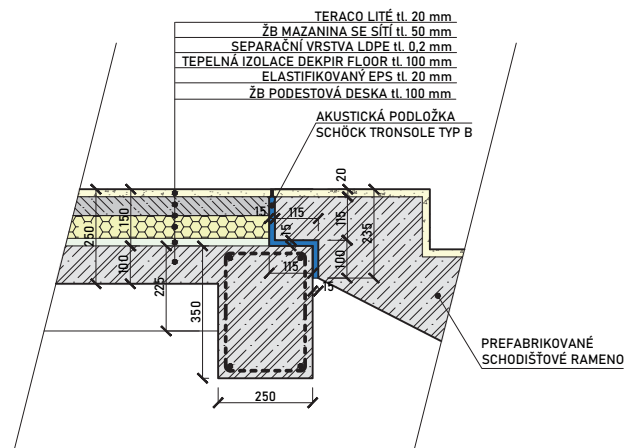 TERACO LITÉ tl. 20 mm
ŽB MAZANINA SE SÍTÍ tl. 50 mm
SEPARAČNÍ VRSTVA LDPE tl. 0,2 mm
TEPELNÁ IZOLACE DEKPIR FLOOR tl. 100 mm
ELASTIFIKOVANÝ EPS tl. 20 mm
ŽB PODESTOVÁ DESKA tl. 100 mm
AKUSTICKÁ PODLOŽKA
SCHÖCK TRONSOLE TYP B
20
15
115
115
150
250
235
15
100
115
100
225
15
350
250
PREFABRIKOVANÉ
SCHODIŠŤOVÉ RAMENO